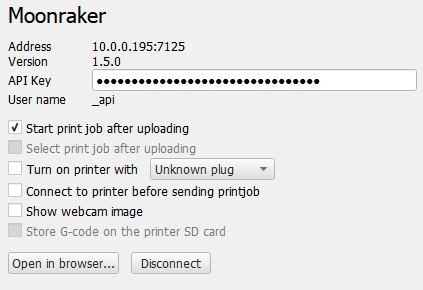 Moonraker
Address 10.0.0.195:7125
Version 1.5.0
API Key ●●●●●●●●●●●●●●●●●●●●●●●●●●●●●●●●
User name _api
Start print job after uploading
Select print job after uploading
Turn on printer with Unknown plug
Connect to printer before sending printjob
Show webcam image
Store G-code on the printer SD card
Open in browser... Disconnect